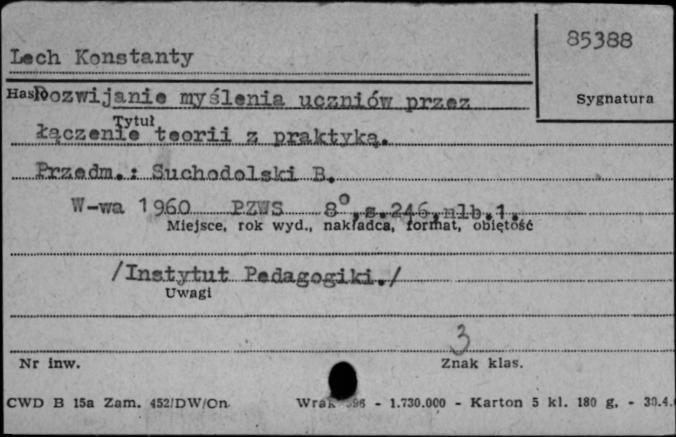 85388
Lech Konstanty
Hasło
Sygnatura
Rozwijanie myślenia uczniów przez
Tytuł
łączenie teorii z praktyką.
Przedm.: Suchodolski B.
W-wa 1960 PZWS 8°, s.246, nlb.1.
Miejsce, rok wyd., nakładca, format, objętość
/Instytut Pedagogiki./
Uwagi
3
Nr inw. Znak klas.
CWD B 15a Zam. 452/DW/On. - 1.730.000 - Karton 5 kl. 180 g. - 30.4.